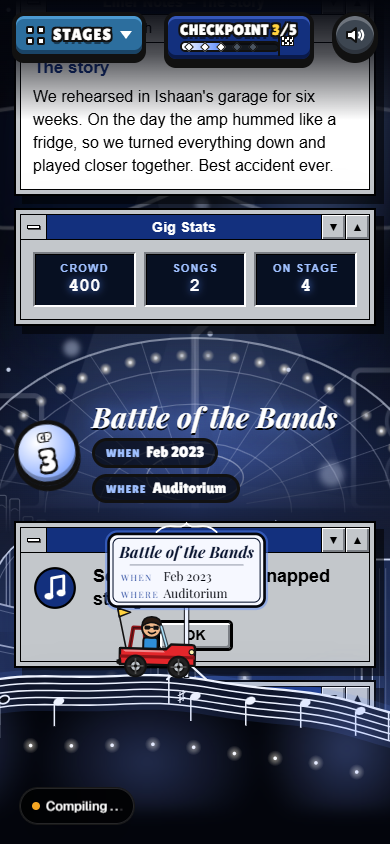 STAGES
CHECKPOINT 3/5
The story
We rehearsed in Ishaan's garage for six
weeks. On the day the amp hummed like a
fridge, so we turned everything down and
played closer together. Best accident ever.
Gig Stats
CROWD
400
SONGS
2
ON STAGE
4
Battle of the Bands
3
WHEN Feb 2023
WHERE Auditorium
Battle of the Bands
WHEN Feb 2023
WHERE Auditorium
napped
OK
Compiling...